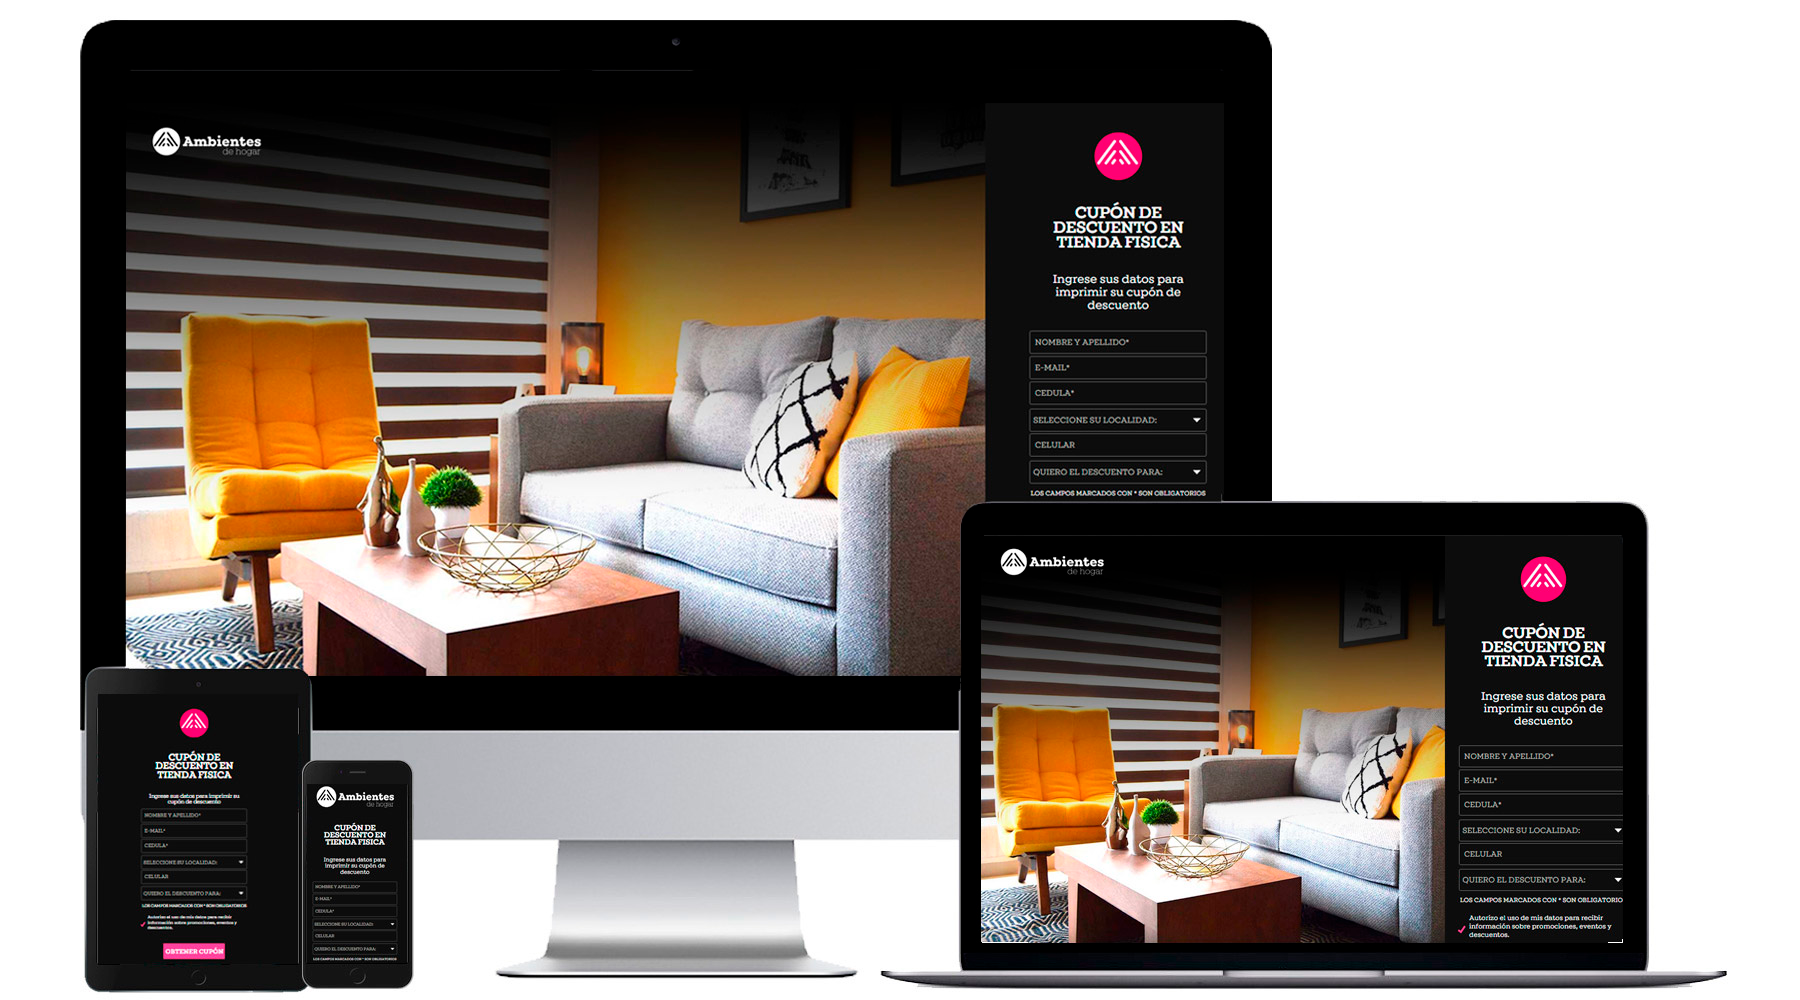 Ambientes
de hogar
CUPÓN DE
DESCUENTO EN
TIENDA FISICA
Ingrese sus datos para
imprimir su cupón de
descuento
NOMBRE Y APELLIDO*
E-MAIL*
CEDULA*
SELECCIONE SU LOCALIDAD:
CELULAR
QUIERO EL DESCUENTO PARA:
LOS CAMPOS MARCADOS CON * SON OBLIGATORIOS
Ambientes
de hogar
CUPÓN DE
DESCUENTO EN
TIENDA FISICA
Ingrese sus datos para
imprimir su cupón de
descuento
NOMBRE Y APELLIDO*
E-MAIL*
CEDULA*
SELECCIONE SU LOCALIDAD:
CELULAR
QUIERO EL DESCUENTO PARA:
LOS CAMPOS MARCADOS CON * SON OBLIGATORIO
Autorizo el uso de mis datos para recibir
información sobre promociones, eventos y
descuentos.
CUPÓN DE
DESCUENTO EN
TIENDA FISICA
Ingrese sus datos para imprimir su
cupón de descuento
NOMBRE Y APELLIDO*
E-MAIL*
CEDULA*
SELECCIONE SU LOCALIDAD:
CELULAR
QUIERO EL DESCUENTO PARA:
LOS CAMPOS MARCADOS CON * SON OBLIGATORIOS
Autorizo el uso de mis datos para recibir
información sobre promociones, eventos y
descuentos.
OBTENER CUPÓN
Ambientes
de hogar
CUPÓN DE
DESCUENTO EN
TIENDA FISICA
Ingrese sus datos para
imprimir su cupón de
descuento
NOMBRE Y APELLIDO*
E-MAIL*
CEDULA*
SELECCIONE SU LOCALIDAD:
CELULAR
QUIERO EL DESCUENTO PARA:
LOS CAMPOS MARCADOS CON * SON OBLIGATORIOS